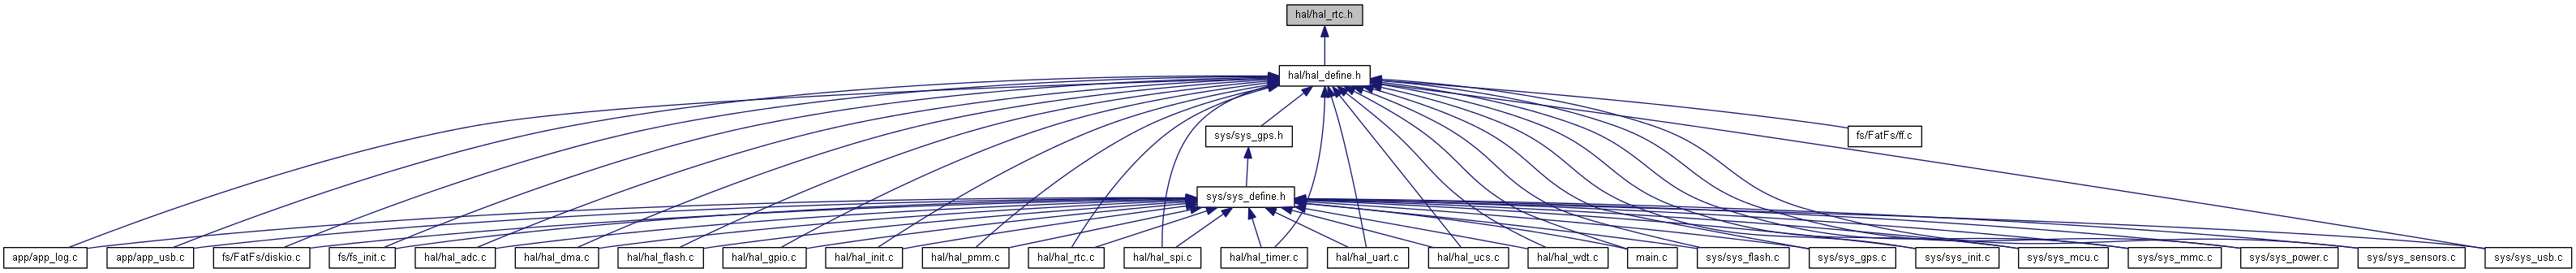 hal/hal_rtc.h
hal/hal_define.h
sys/sys_gps.h
fs/FatFs/ff.c
sys/sys_define.h
app/app_log.c
app/app_usb.c
fs/FatFs/diskio.c
fs/fs_init.c
hal/hal_adc.c
hal/hal_dma.c
hal/hal_flash.c
hal/hal_gpio.c
hal/hal_init.c
hal/hal_pmm.c
hal/hal_rtc.c
hal/hal_spi.c
hal/hal_timer.c
hal/hal_uart.c
hal/hal_ucs.c
hal/hal_wdt.c
main.c
sys/sys_flash.c
sys/sys_gps.c
sys/sys_init.c
sys/sys_mcu.c
sys/sys_mmc.c
sys/sys_power.c
sys/sys_sensors.c
sys/sys_usb.c